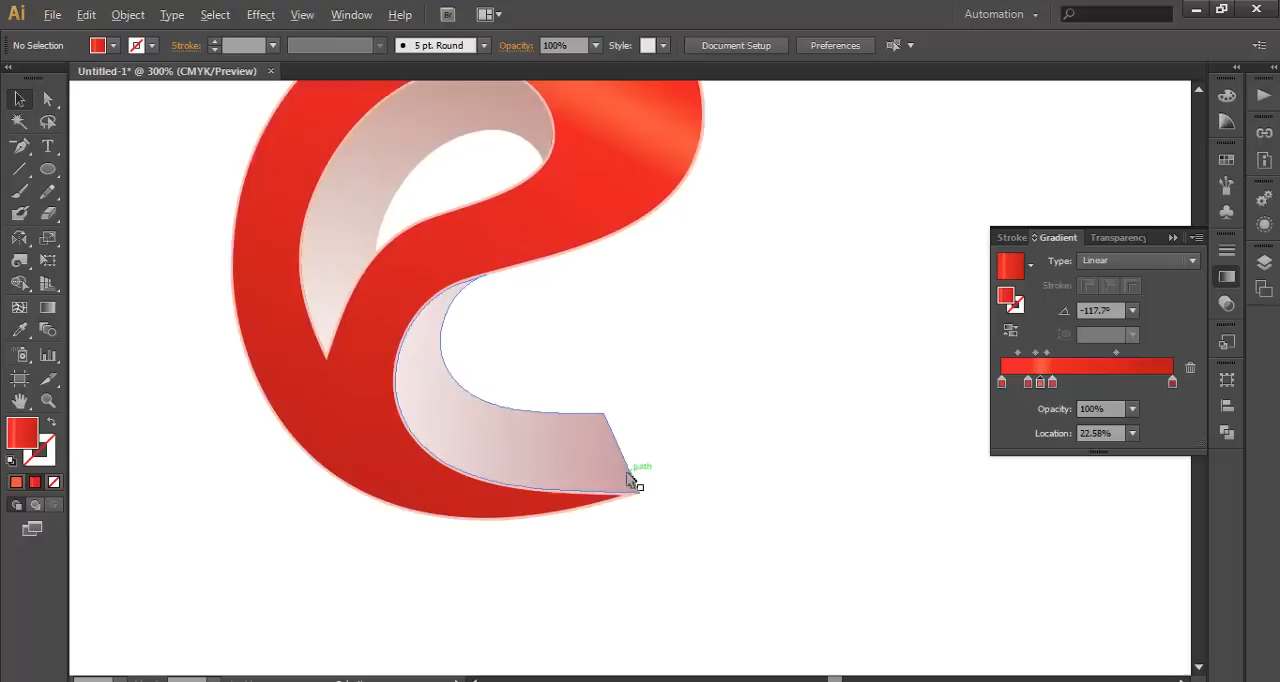 Ai File Edit Object Type Select Effect View Window Help Br Automation
No Selection Stroke: 5 pt. Round Opacity: 100% Style: Document Setup Preferences
Untitled-1* @ 300% (CMYK/Preview) ×
Stroke Gradient Transparency
Type: Linear
Stroke:
-117.7°
Opacity: 100%
Location: 22.58%
path